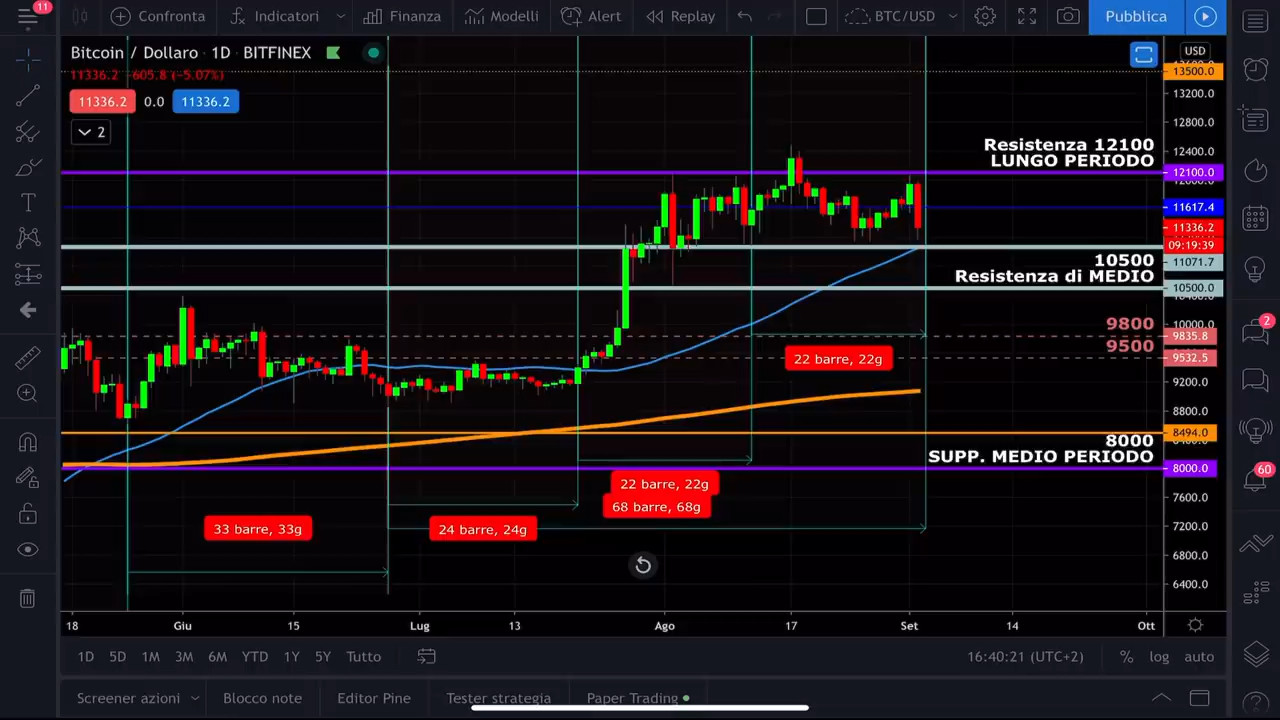 11
Confronta
Indicatori
Finanza
Modelli
Alert
Replay
BTC/USD
Pubblica
Bitcoin / Dollaro · 1D · BITFINEX
11336.2 -605.8 (-5.07%)
11336.2 0.0 11336.2
2
USD
13500.0
13200.0
12800.0
12400.0
Resistenza 12100
LUNGO PERIODO
12100.0
12000.0
11617.4
11336.2
09:19:39
11071.7
10500
Resistenza di MEDIO
10500.0
10400.0
10000.0
9800
9835.8
9500
9532.5
9200.0
8800.0
8494.0
8000
SUPP. MEDIO PERIODO
8000.0
7600.0
7200.0
6800.0
6400.0
22 barre, 22g
22 barre, 22g
68 barre, 68g
33 barre, 33g
24 barre, 24g
2
60
18 Giu 15 Lug 13 Ago 17 Set 14 Ott
1D 5D 1M 3M 6M YTD 1Y 5Y Tutto
16:40:21 (UTC+2) % log auto
Screener azioni
Blocco note
Editor Pine
Tester strategia
Paper Trading